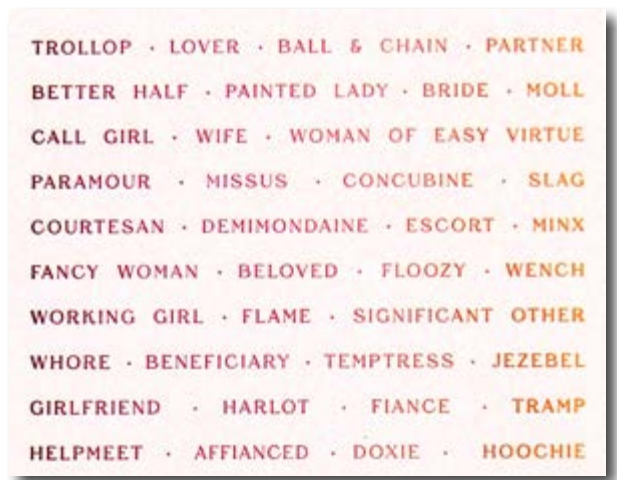 TROLLOP · LOVER · BALL & CHAIN · PARTNER
BETTER HALF · PAINTED LADY · BRIDE · MOLL
CALL GIRL · WIFE · WOMAN OF EASY VIRTUE
PARAMOUR · MISSUS · CONCUBINE · SLAG
COURTESAN · DEMIMONDAINE · ESCORT · MINX
FANCY WOMAN · BELOVED · FLOOZY · WENCH
WORKING GIRL · FLAME · SIGNIFICANT OTHER
WHORE · BENEFICIARY · TEMPTRESS · JEZEBEL
GIRLFRIEND · HARLOT · FIANCE · TRAMP
HELPMEET · AFFIANCED · DOXIE · HOOCHIE